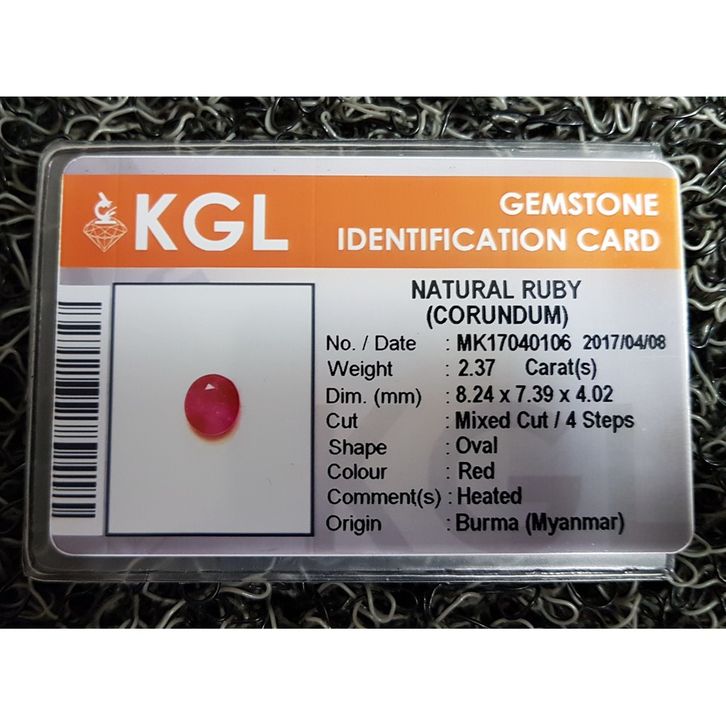 KGL
GEMSTONE
IDENTIFICATION CARD
NATURAL RUBY
(CORUNDUM)
No. / Date : MK17040106 2017/04/08
Weight : 2.37 Carat(s)
Dim. (mm) : 8.24 x 7.39 x 4.02
Cut : Mixed Cut / 4 Steps
Shape : Oval
Colour : Red
Comment(s) : Heated
Origin : Burma (Myanmar)
KGL